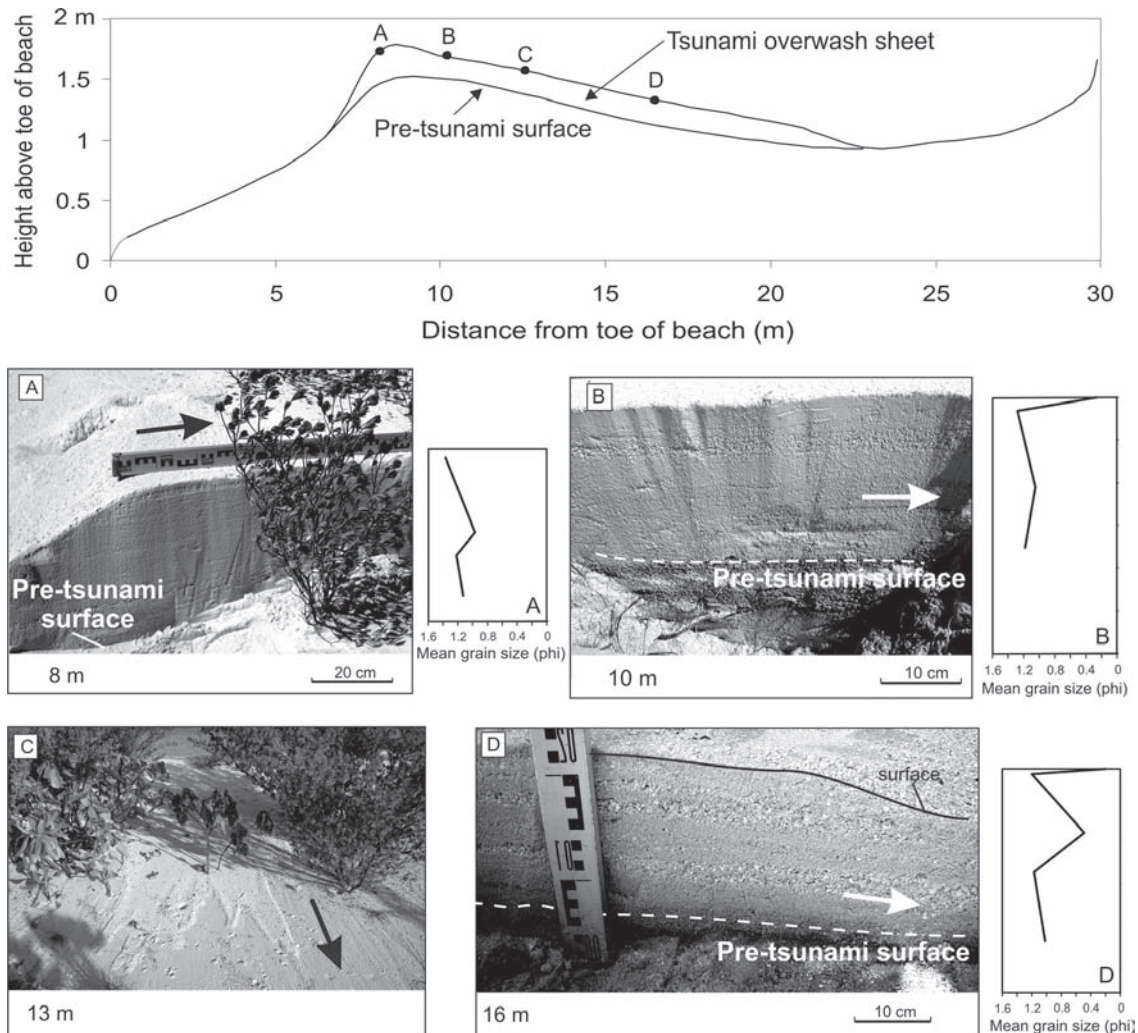 2 m
1.5
1
0.5
0
Height above toe of beach
A
B
C
D
Tsunami overwash sheet
Pre-tsunami surface
0
5
10
15
20
25
30
Distance from toe of beach (m)
A
Pre-tsunami
surface
8 m
20 cm
A
1.6 1.2 0.8 0.4 0
Mean grain size (phi)
B
Pre-tsunami surface
10 m
10 cm
B
1.6 1.2 0.8 0.4 0
Mean grain size (phi)
C
13 m
D
surface
Pre-tsunami surface
16 m
10 cm
D
1.6 1.2 0.8 0.4 0
Mean grain size (phi)